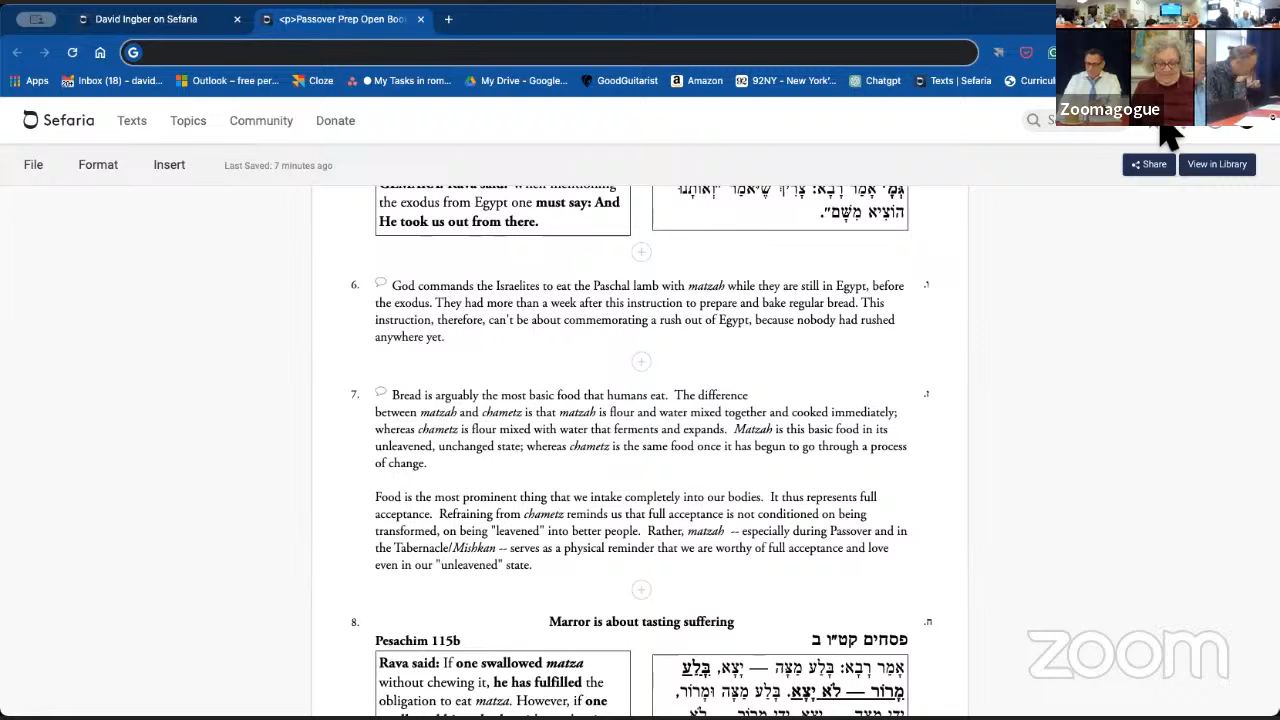 David Ingber on Sefaria
<p>Passover Prep Open Boo
Apps
Inbox (18) - david...
Outlook – free per...
Cloze
My Tasks in rom...
My Drive - Google...
GoodGuitarist
Amazon
92NY - New York'...
Chatgpt
Texts | Sefaria
Curricul
Zoomagogue
Sefaria
Texts
Topics
Community
Donate
File
Format
Insert
Last Saved: 7 minutes ago
Share
View in Library
the exodus from Egypt one must say: And
He took us out from there.
גְּמָ׳ אָמַר רָבָא: צָרִיךְ שֶׁיֹּאמַר ״וְאוֹתָנוּ
הוֹצִיא מִשָּׁם״.
6.
God commands the Israelites to eat the Paschal lamb with matzah while they are still in Egypt, before
the exodus. They had more than a week after this instruction to prepare and bake regular bread. This
instruction, therefore, can't be about commemorating a rush out of Egypt, because nobody had rushed
anywhere yet.
ו.
7.
Bread is arguably the most basic food that humans eat. The difference
between matzah and chametz is that matzah is flour and water mixed together and cooked immediately;
whereas chametz is flour mixed with water that ferments and expands. Matzah is this basic food in its
unleavened, unchanged state; whereas chametz is the same food once it has begun to go through a process
of change.
ז.
Food is the most prominent thing that we intake completely into our bodies. It thus represents full
acceptance. Refraining from chametz reminds us that full acceptance is not conditioned on being
transformed, on being "leavened" into better people. Rather, matzah -- especially during Passover and in
the Tabernacle/Mishkan -- serves as a physical reminder that we are worthy of full acceptance and love
even in our "unleavened" state.
8.
Marror is about tasting suffering
ח.
Pesachim 115b
פסחים קט״ו ב
Rava said: If one swallowed matza
without chewing it, he has fulfilled the
obligation to eat matza. However, if one
אָמַר רָבָא: בָּלַע מַצָּה — יָצָא, בָּלַע
מָרוֹר — לֹא יָצָא. בָּלַע מַצָּה וּמָרוֹר,
zoom